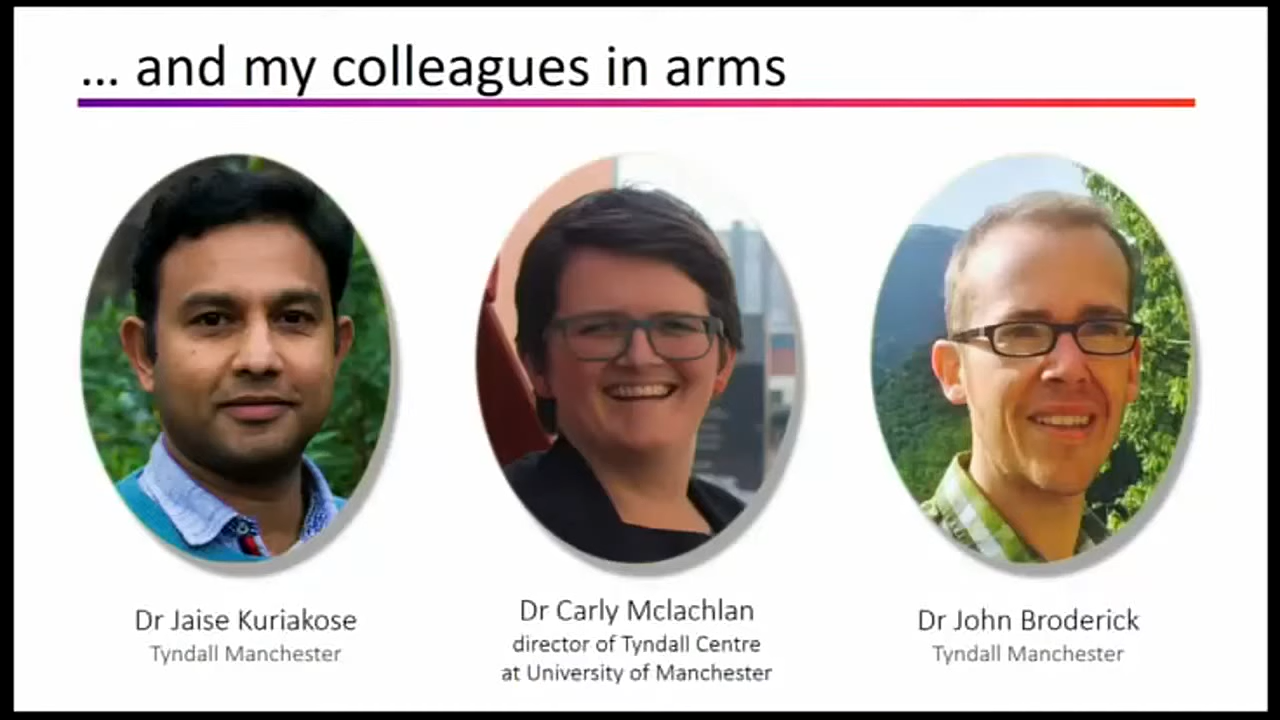 ... and my colleagues in arms
Dr Jaise Kuriakose
Tyndall Manchester
Dr Carly Mclachlan
director of Tyndall Centre
at University of Manchester
Dr John Broderick
Tyndall Manchester